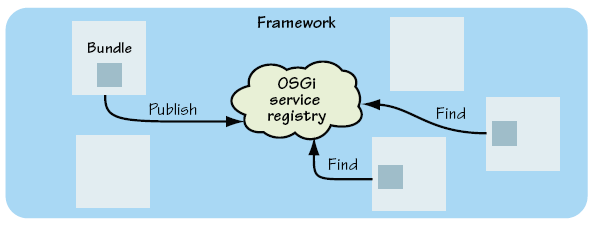 Framework
Bundle
OSGi
service
registry
Publish
Find
Find